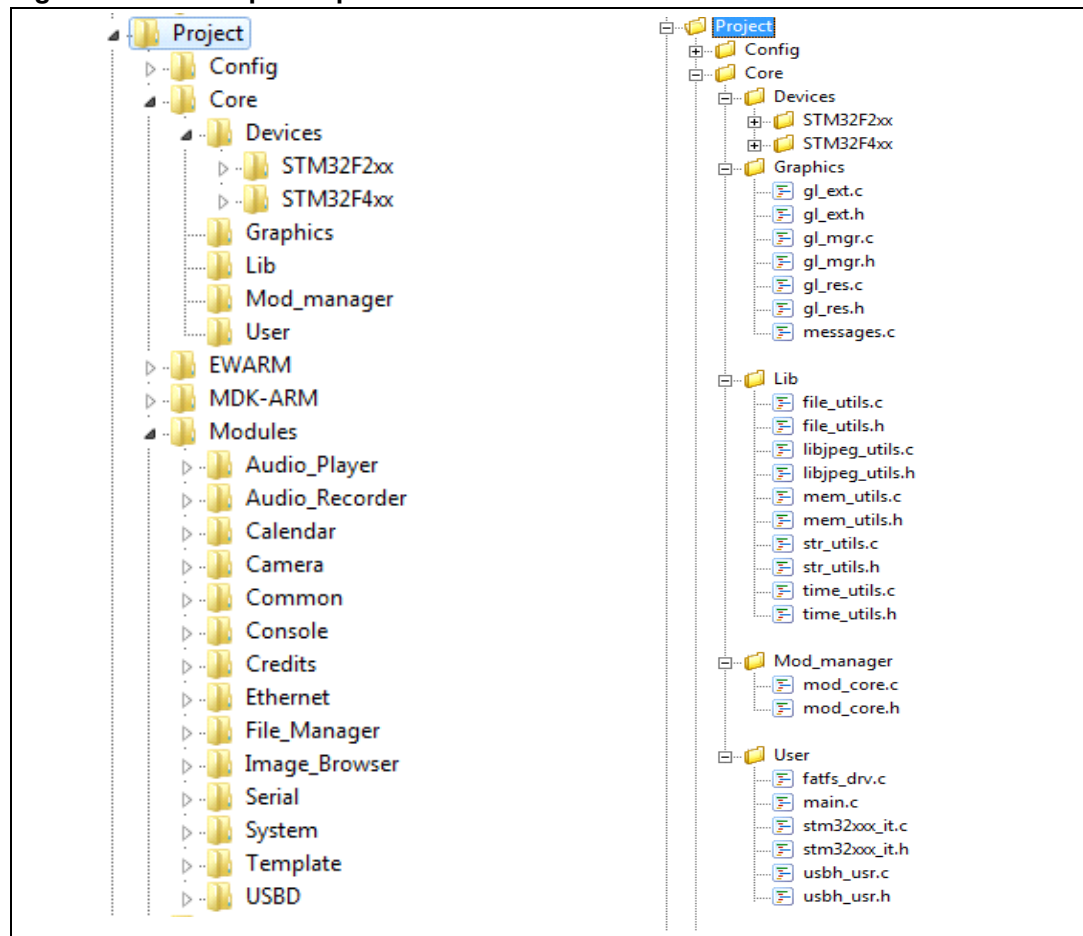 Project
Config
Core
Devices
STM32F2xx
STM32F4xx
Graphics
Lib
Mod_manager
User
EWARM
MDK-ARM
Modules
Audio_Player
Audio_Recorder
Calendar
Camera
Common
Console
Credits
Ethernet
File_Manager
Image_Browser
Serial
System
Template
USBD
Project
Config
Core
Devices
STM32F2xx
STM32F4xx
Graphics
gl_ext.c
gl_ext.h
gl_mgr.c
gl_mgr.h
gl_res.c
gl_res.h
messages.c
Lib
file_utils.c
file_utils.h
libjpeg_utils.c
libjpeg_utils.h
mem_utils.c
mem_utils.h
str_utils.c
str_utils.h
time_utils.c
time_utils.h
Mod_manager
mod_core.c
mod_core.h
User
fatfs_drv.c
main.c
stm32xxx_it.c
stm32xxx_it.h
usbh_usr.c
usbh_usr.h